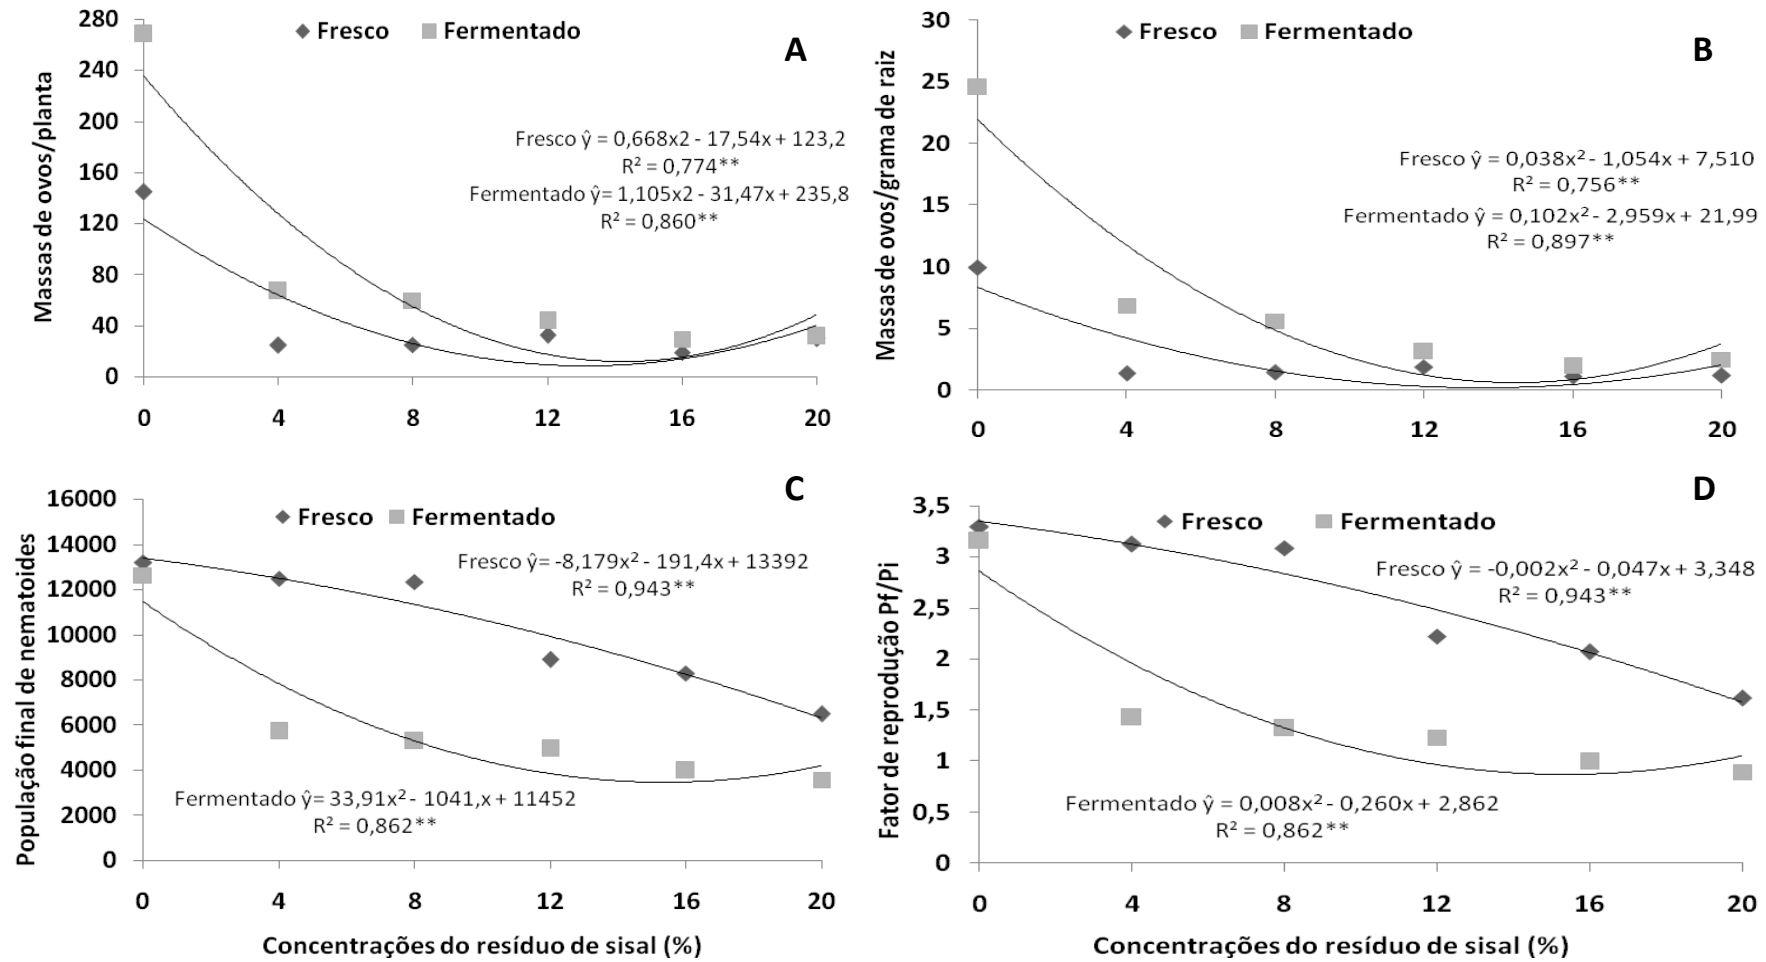 A
Fresco Fermentado
Massas de ovos/planta
280
240
200
160
120
80
40
0
Fresco ŷ = 0,668x2 - 17,54x + 123,2
R² = 0,774**
Fermentado ŷ= 1,105x2 - 31,47x + 235,8
R² = 0,860**
0 4 8 12 16 20
B
Fresco Fermentado
Massas de ovos/grama de raiz
30
25
20
15
10
5
0
Fresco ŷ = 0,038x² - 1,054x + 7,510
R² = 0,756**
Fermentado ŷ = 0,102x² - 2,959x + 21,99
R² = 0,897**
0 4 8 12 16 20
C
Fresco Fermentado
População final de nematoides
16000
14000
12000
10000
8000
6000
4000
2000
0
Fresco ŷ= -8,179x² - 191,4x + 13392
R² = 0,943**
Fermentado ŷ= 33,91x² - 1041,x + 11452
R² = 0,862**
0 4 8 12 16 20
Concentrações do resíduo de sisal (%)
D
Fresco Fermentado
Fator de reprodução Pf/Pi
3,5
3
2,5
2
1,5
1
0,5
0
Fresco ŷ = -0,002x² - 0,047x + 3,348
R² = 0,943**
Fermentado ŷ = 0,008x² - 0,260x + 2,862
R² = 0,862**
0 4 8 12 16 20
Concentrações do resíduo de sisal (%)